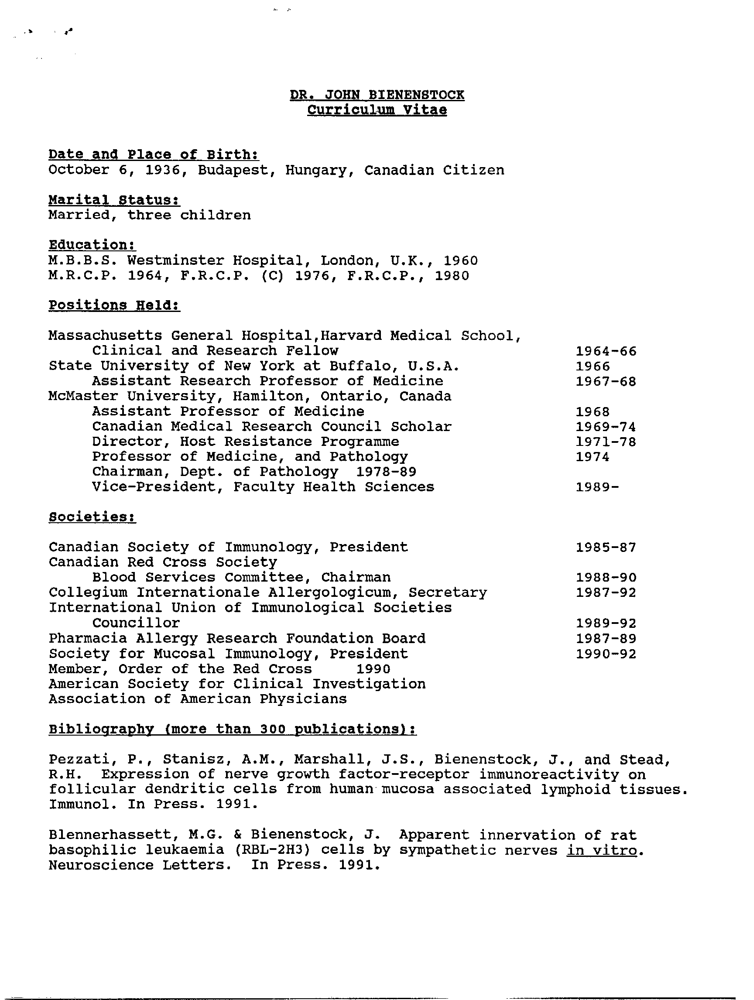 DR. JOHN BIENENSTOCK
Curriculum Vitae
Date and Place of Birth:
October 6, 1936, Budapest, Hungary, Canadian Citizen
Marital Status:
Married, three children
Education:
M.B.B.S. Westminster Hospital, London, U.K., 1960
M.R.C.P. 1964, F.R.C.P. (C) 1976, F.R.C.P., 1980
Positions Held:
Massachusetts General Hospital,Harvard Medical School,
Clinical and Research Fellow 1964-66
State University of New York at Buffalo, U.S.A. 1966
Assistant Research Professor of Medicine 1967-68
McMaster University, Hamilton, Ontario, Canada
Assistant Professor of Medicine 1968
Canadian Medical Research Council Scholar 1969-74
Director, Host Resistance Programme 1971-78
Professor of Medicine, and Pathology 1974
Chairman, Dept. of Pathology 1978-89
Vice-President, Faculty Health Sciences 1989-
Societies:
Canadian Society of Immunology, President 1985-87
Canadian Red Cross Society
Blood Services Committee, Chairman 1988-90
Collegium Internationale Allergologicum, Secretary 1987-92
International Union of Immunological Societies
Councillor 1989-92
Pharmacia Allergy Research Foundation Board 1987-89
Society for Mucosal Immunology, President 1990-92
Member, Order of the Red Cross 1990
American Society for Clinical Investigation
Association of American Physicians
Bibliography (more than 300 publications):
Pezzati, P., Stanisz, A.M., Marshall, J.S., Bienenstock, J., and Stead,
R.H. Expression of nerve growth factor-receptor immunoreactivity on
follicular dendritic cells from human mucosa associated lymphoid tissues.
Immunol. In Press. 1991.
Blennerhassett, M.G. & Bienenstock, J. Apparent innervation of rat
basophilic leukaemia (RBL-2H3) cells by sympathetic nerves in vitro.
Neuroscience Letters. In Press. 1991.